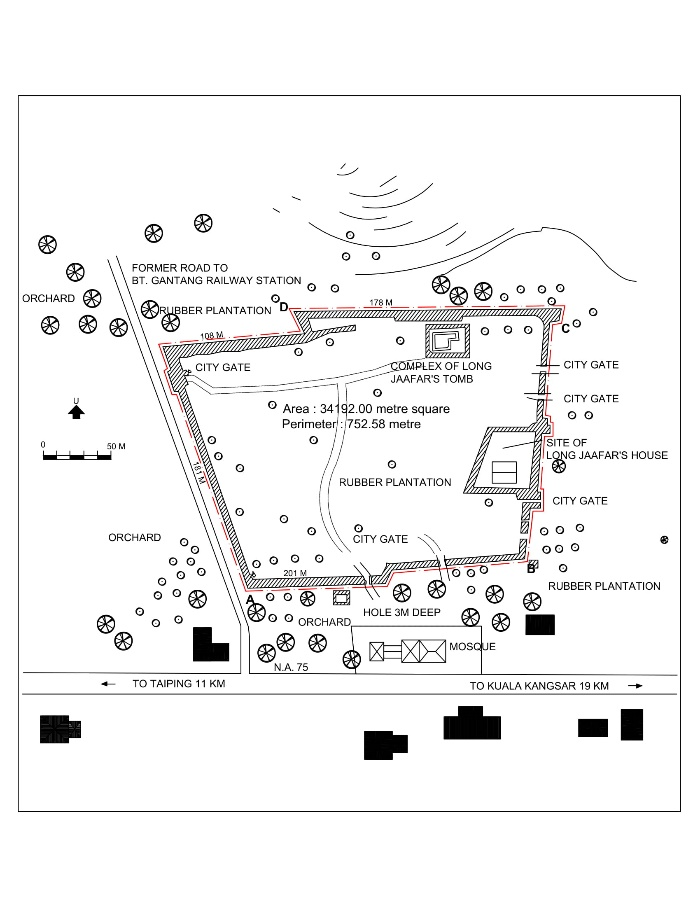 FORMER ROAD TO
BT. GANTANG RAILWAY STATION
ORCHARD
RUBBER PLANTATION
D
178 M
C
108 M
CITY GATE
COMPLEX OF LONG
JAAFAR'S TOMB
CITY GATE
CITY GATE
U
Area : 34192.00 metre square
Perimeter : 752.58 metre
0 50 M
SITE OF
LONG JAAFAR'S HOUSE
181 M
RUBBER PLANTATION
CITY GATE
ORCHARD
CITY GATE
201 M
B
RUBBER PLANTATION
A
HOLE 3M DEEP
ORCHARD
MOSQUE
N.A. 75
TO TAIPING 11 KM
TO KUALA KANGSAR 19 KM